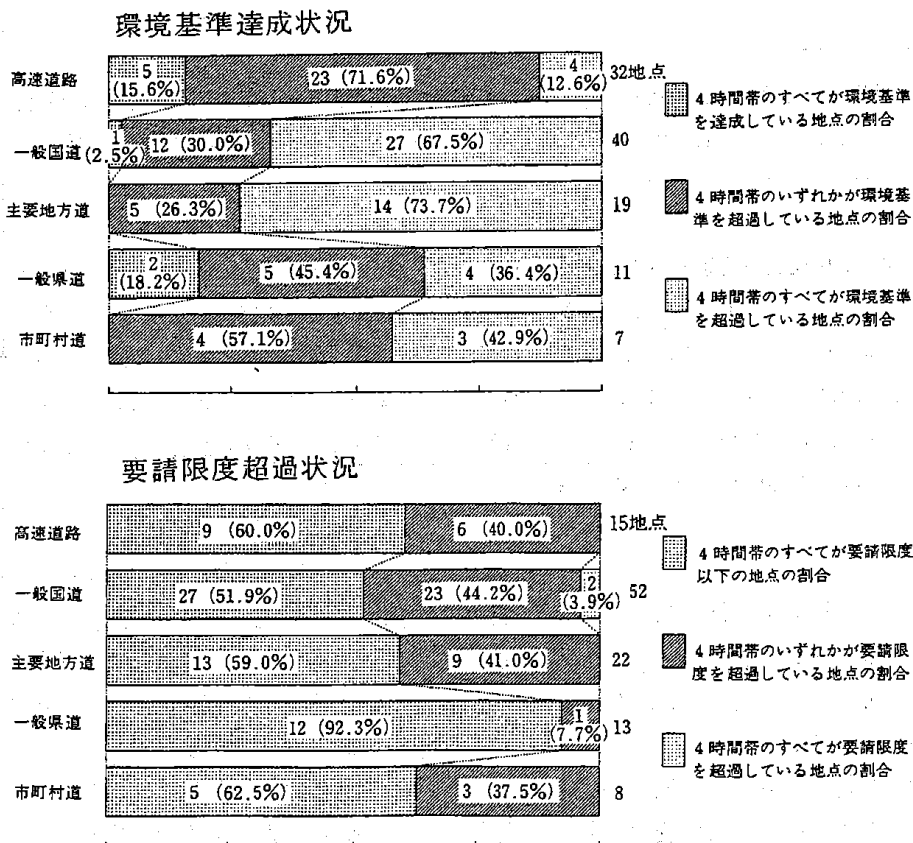 環境基準達成状況
高速道路
5
(15.6%)
23 (71.6%)
4
(12.6%)
32地点
一般国道
1
(2.5%)
12 (30.0%)
27 (67.5%)
40
主要地方道
5 (26.3%)
14 (73.7%)
19
一般県道
2
(18.2%)
5 (45.4%)
4 (36.4%)
11
市町村道
4 (57.1%)
3 (42.9%)
7
4時間帯のすべてが環境基準
を達成している地点の割合
4時間帯のいずれかが環境基
準を超過している地点の割合
4時間帯のすべてが環境基準
を超過している地点の割合
要請限度超過状況
高速道路
9 (60.0%)
6 (40.0%)
15地点
一般国道
27 (51.9%)
23 (44.2%)
2
(3.9%)
52
主要地方道
13 (59.0%)
9 (41.0%)
22
一般県道
12 (92.3%)
1
(7.7%)
13
市町村道
5 (62.5%)
3 (37.5%)
8
4時間帯のすべてが要請限度
以下の地点の割合
4時間帯のいずれかが要請限
度を超過している地点の割合
4時間帯のすべてが要請限度
を超過している地点の割合